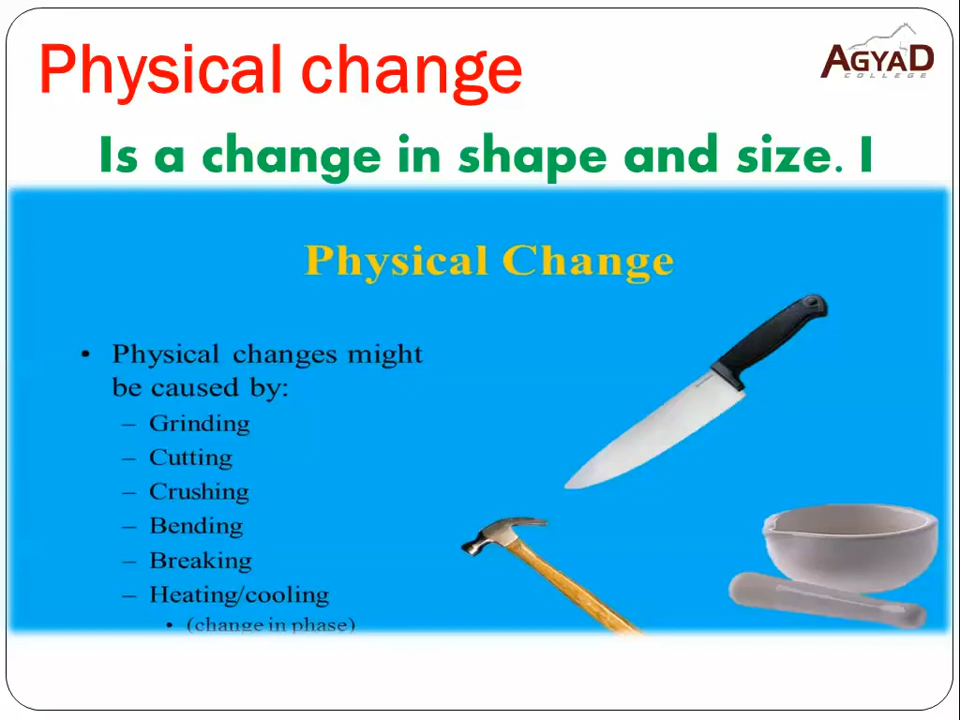 Physical change
AGYAD
COLLEGE
Is a change in shape and size. I
Physical Change
• Physical changes might
be caused by:
– Grinding
– Cutting
– Crushing
– Bending
– Breaking
– Heating/cooling
• (change in phase)